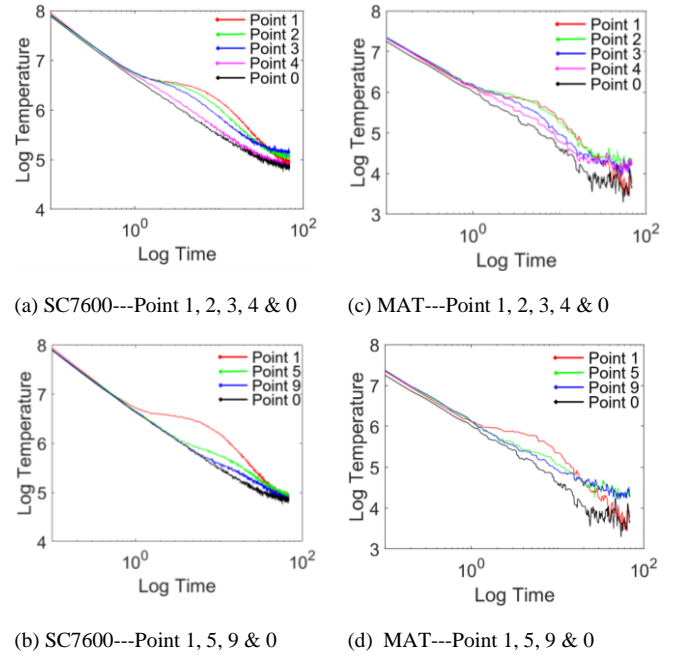 8
7
6
5
4
Log Temperature
Point 1
Point 2
Point 3
Point 4
Point 0
10^0
10^2
Log Time
(a) SC7600---Point 1, 2, 3, 4 & 0
8
7
6
5
4
3
Log Temperature
Point 1
Point 2
Point 3
Point 4
Point 0
10^0
10^2
Log Time
(c) MAT---Point 1, 2, 3, 4 & 0
8
7
6
5
4
Log Temperature
Point 1
Point 5
Point 9
Point 0
10^0
10^2
Log Time
(b) SC7600---Point 1, 5, 9 & 0
8
7
6
5
4
3
Log Temperature
Point 1
Point 5
Point 9
Point 0
10^0
10^2
Log Time
(d) MAT---Point 1, 5, 9 & 0